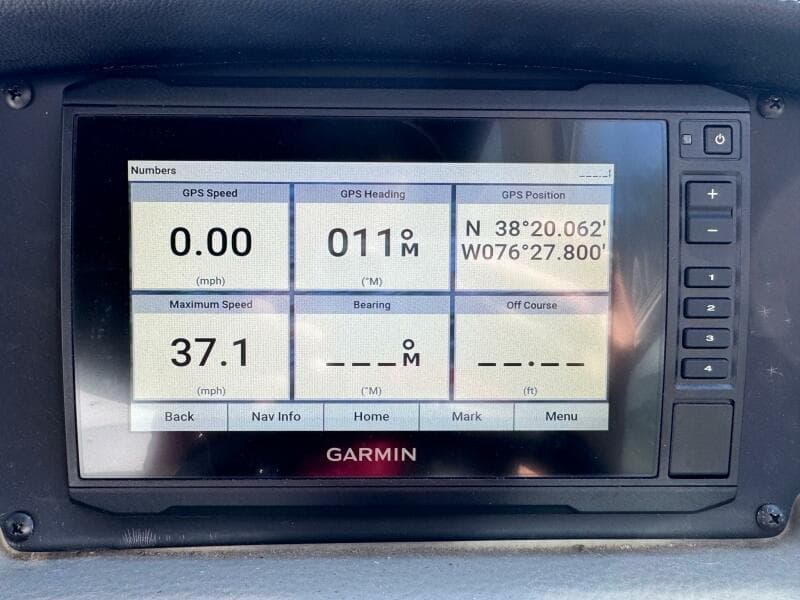 Numbers
GPS Speed
0.00
(mph)
GPS Heading
011°M
(°M)
GPS Position
N 38°20.062'
W076°27.800'
Maximum Speed
37.1
(mph)
Bearing
___°M
(°M)
Off Course
__.__
(ft)
Back
Nav Info
Home
Mark
Menu
GARMIN
+
−
1
2
3
4